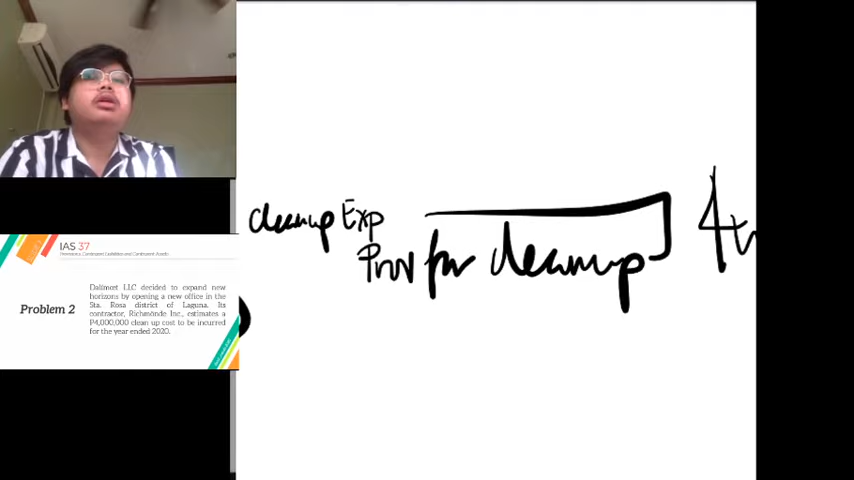 IAS 37
Provisions, Contingent Liabilities and Contingent Assets
Problem 2
Dalimet LLC decided to expand new
horizons by opening a new office in the
Sta. Rosa district of Laguna. Its
contractor, Richmonde Inc., estimates a
P4,000,000 clean up cost to be incurred
for the year ended 2020.
cleanup Exp
Prov for cleanup